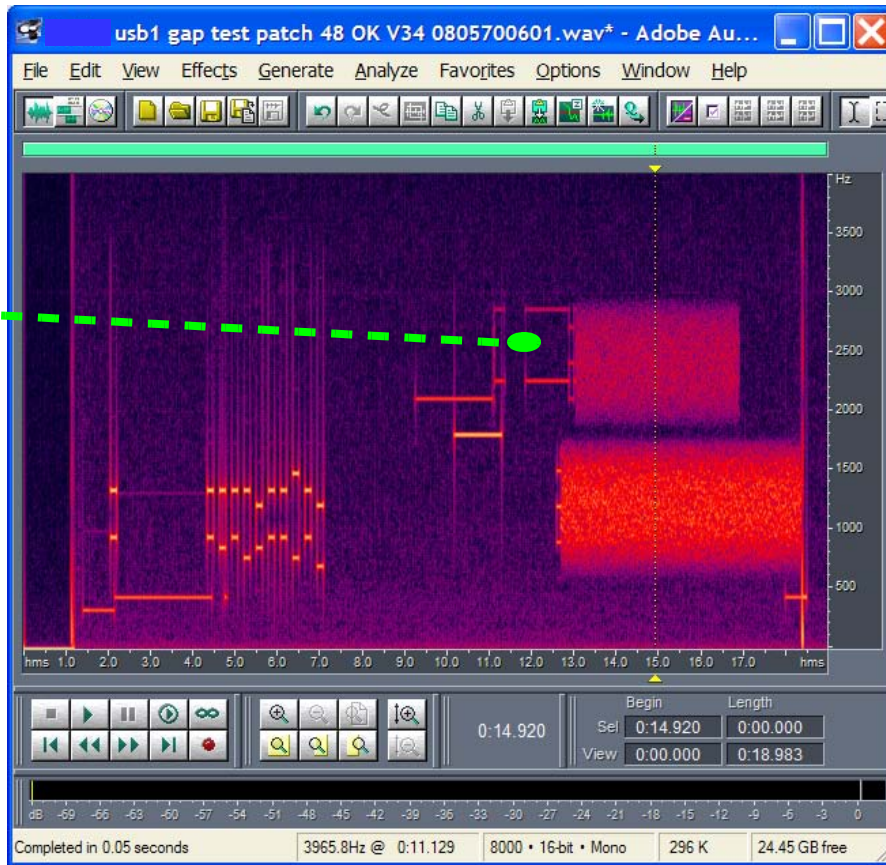 usb1 gap test patch 48 OK V34 0805700601.wav* - Adobe Au...
File Edit View Effects Generate Analyze Favorites Options Window Help
Hz
3500
3000
2500
2000
1500
1000
500
hms 1.0 2.0 3.0 4.0 5.0 6.0 7.0 8.0 9.0 10.0 11.0 12.0 13.0 14.0 15.0 16.0 17.0 hms
0:14.920
Begin Length
Sel 0:14.920 0:00.000
View 0:00.000 0:18.983
dB -69 -66 -63 -60 -57 -54 -51 -48 -45 -42 -39 -36 -33 -30 -27 -24 -21 -18 -15 -12 -9 -6 -3 0
Completed in 0.05 seconds 3965.8Hz @ 0:11.129 8000 • 16-bit • Mono 296 K 24.45 GB free